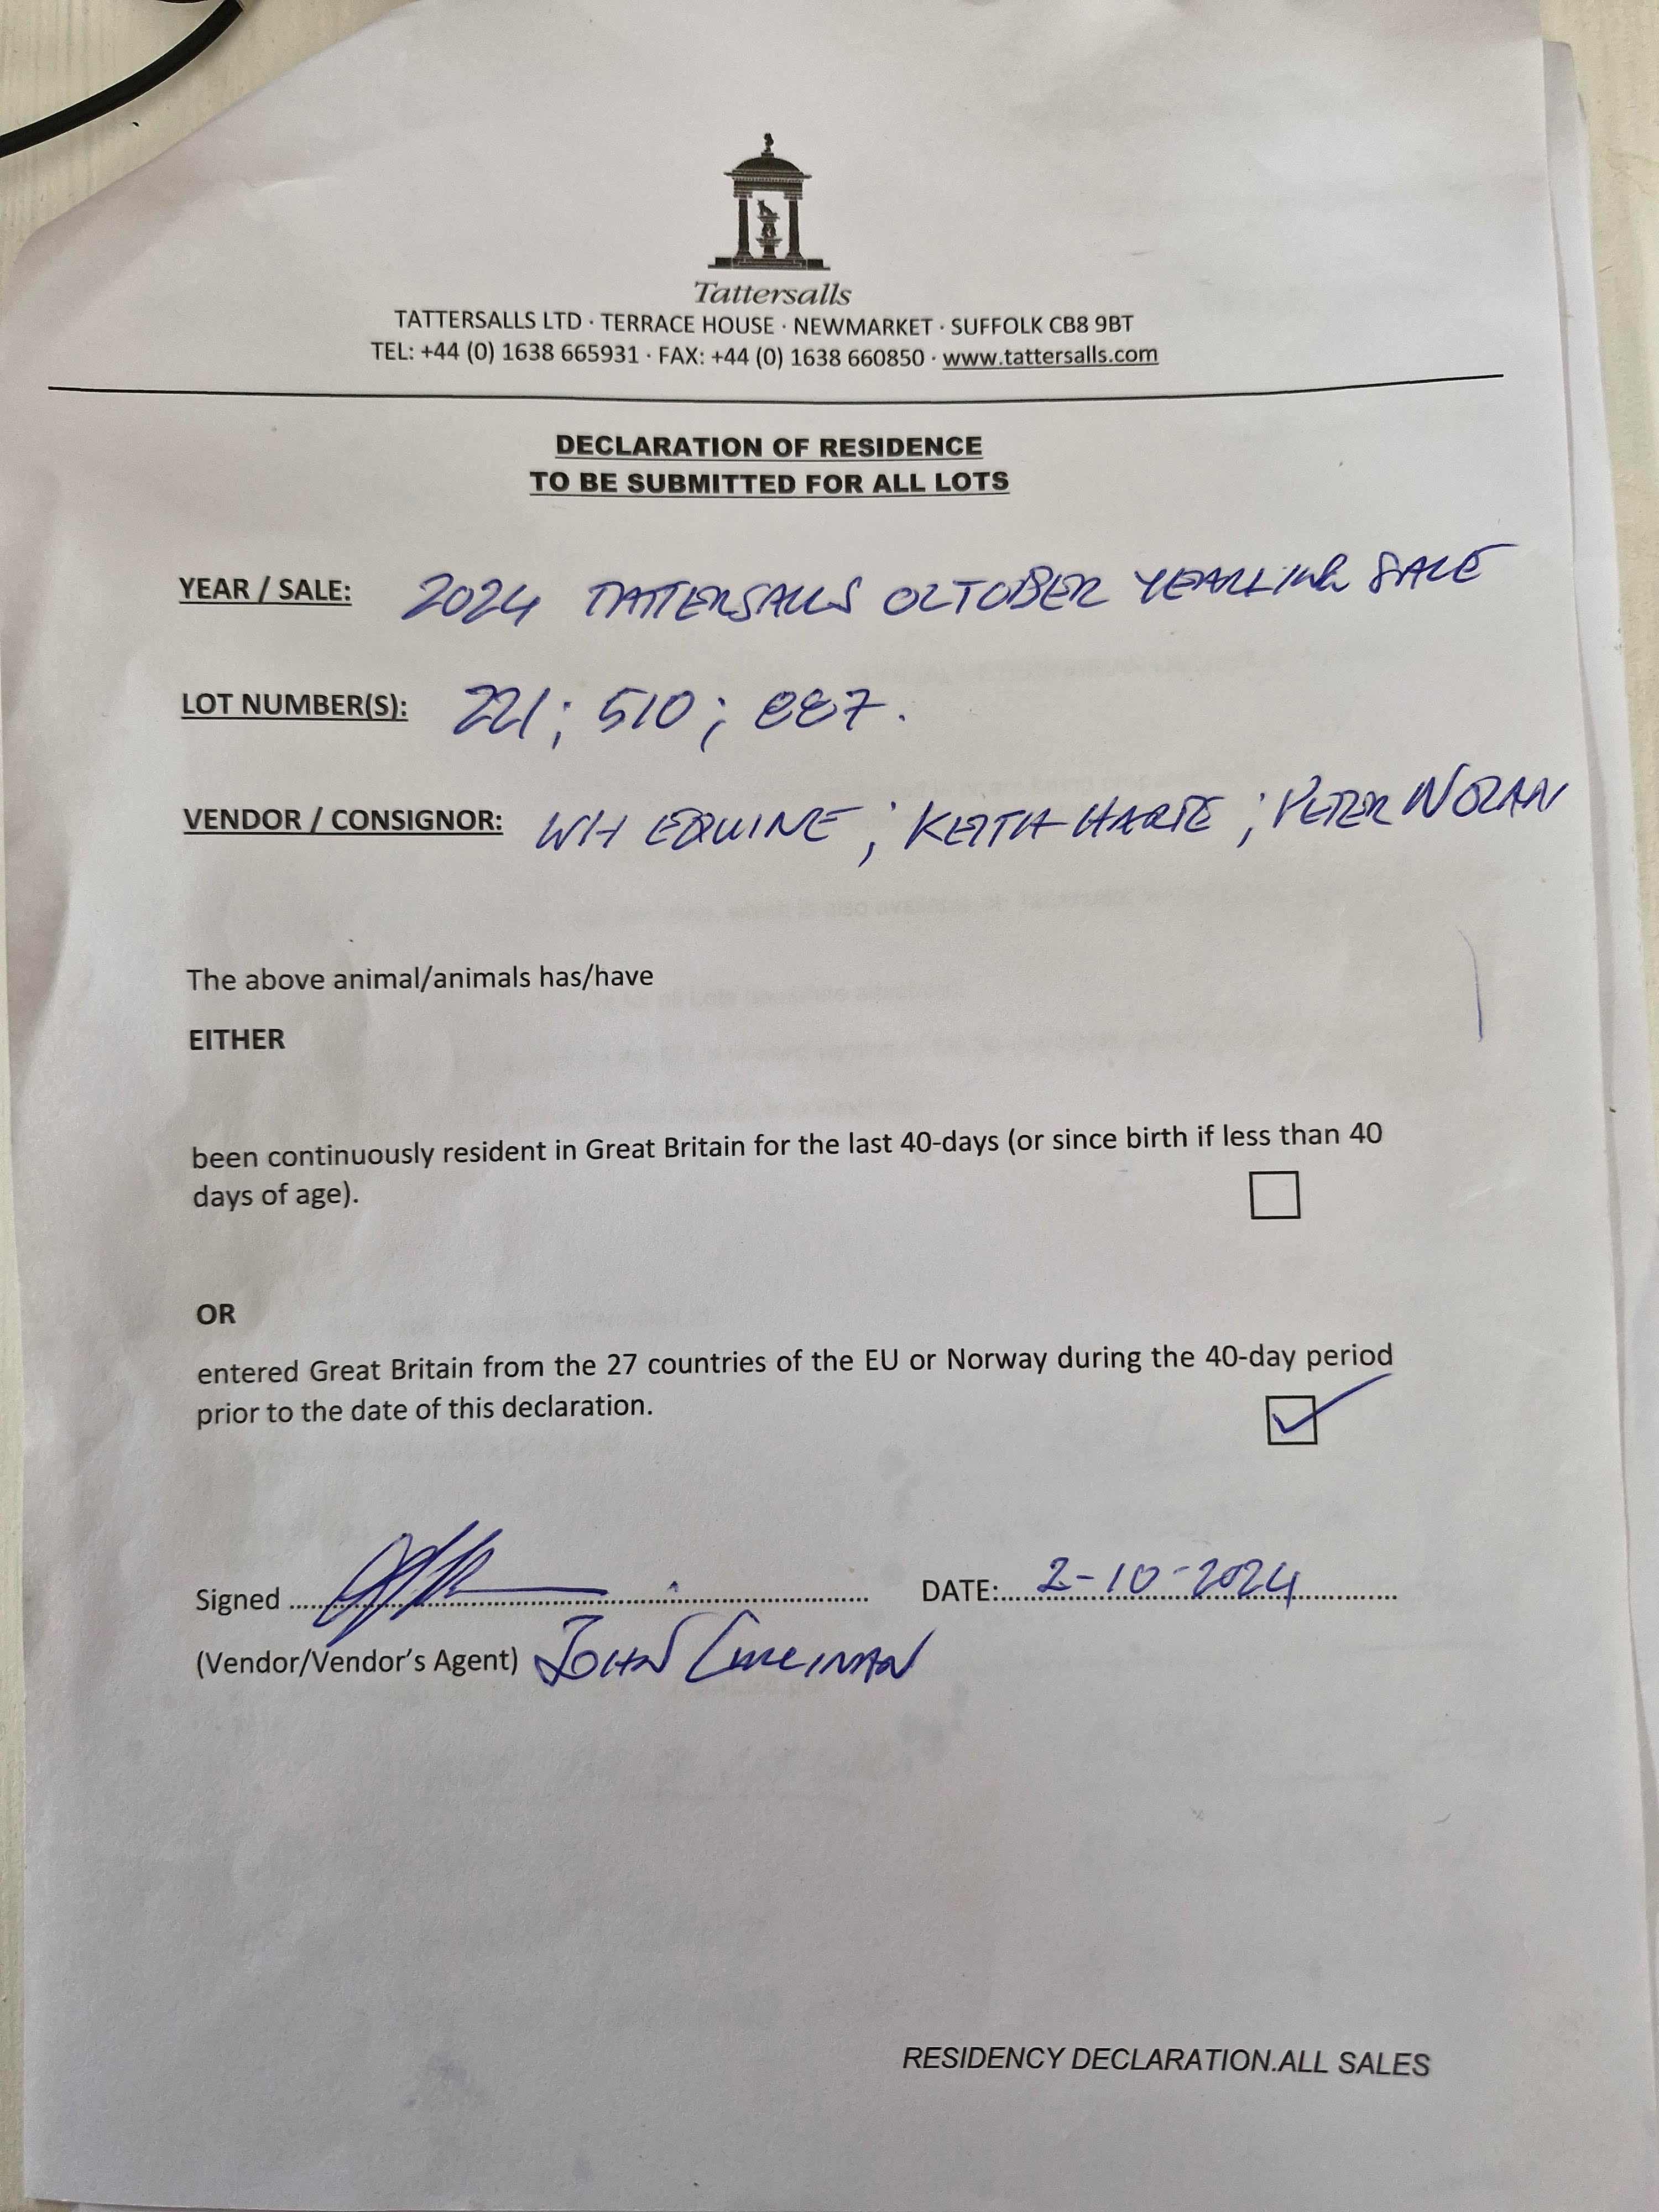 Tattersalls
TATTERSALLS LTD · TERRACE HOUSE · NEWMARKET · SUFFOLK CB8 9BT
TEL: +44 (0) 1638 665931 · FAX: +44 (0) 1638 660850 · www.tattersalls.com
DECLARATION OF RESIDENCE
TO BE SUBMITTED FOR ALL LOTS
YEAR / SALE: 2024 TATTERSALLS OCTOBER YEARLING SALE
LOT NUMBER(S): 221; 510; 887.
VENDOR / CONSIGNOR: WH EQUINE; KEITH HARTE; PETER NOLAN
The above animal/animals has/have
EITHER
been continuously resident in Great Britain for the last 40-days (or since birth if less than 40
days of age).
OR
entered Great Britain from the 27 countries of the EU or Norway during the 40-day period
prior to the date of this declaration.
Signed DATE: 2-10-2024
(Vendor/Vendor's Agent) JOHN
RESIDENCY DECLARATION.ALL SALES